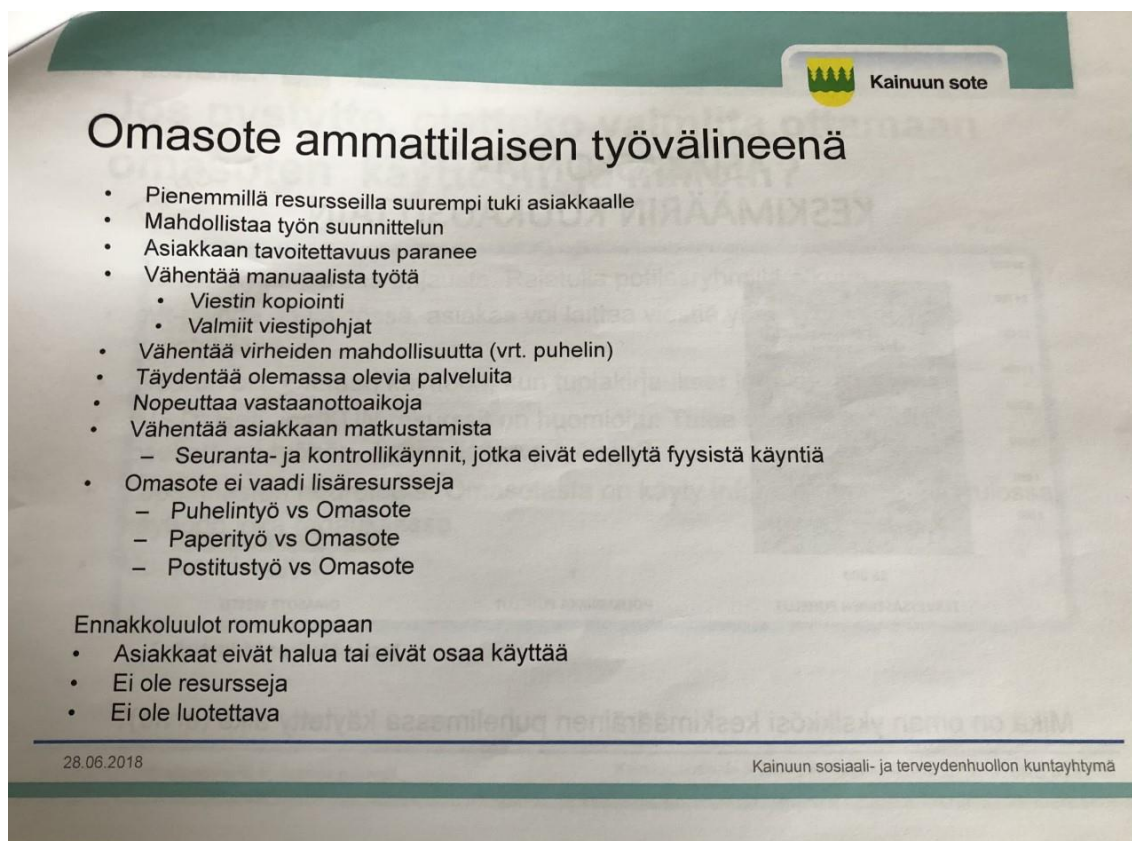 Kainuun sote
Omasote ammattilaisen työvälineenä
• Pienemmillä resursseilla suurempi tuki asiakkaalle
• Mahdollistaa työn suunnittelun
• Asiakkaan tavoitettavuus paranee
• Vähentää manuaalista työtä
• Viestin kopiointi
• Valmiit viestipohjat
• Vähentää virheiden mahdollisuutta (vrt. puhelin)
• Täydentää olemassa olevia palveluita
• Nopeuttaa vastaanottoaikoja
• Vähentää asiakkaan matkustamista
– Seuranta- ja kontrollikäynnit, jotka eivät edellytä fyysistä käyntiä
• Omasote ei vaadi lisäresursseja
– Puhelintyö vs Omasote
– Paperityö vs Omasote
– Postitustyö vs Omasote
Ennakkoluulot romukoppaan
• Asiakkaat eivät halua tai eivät osaa käyttää
• Ei ole resursseja
• Ei ole luotettava
28.06.2018
Kainuun sosiaali- ja terveydenhuollon kuntayhtymä